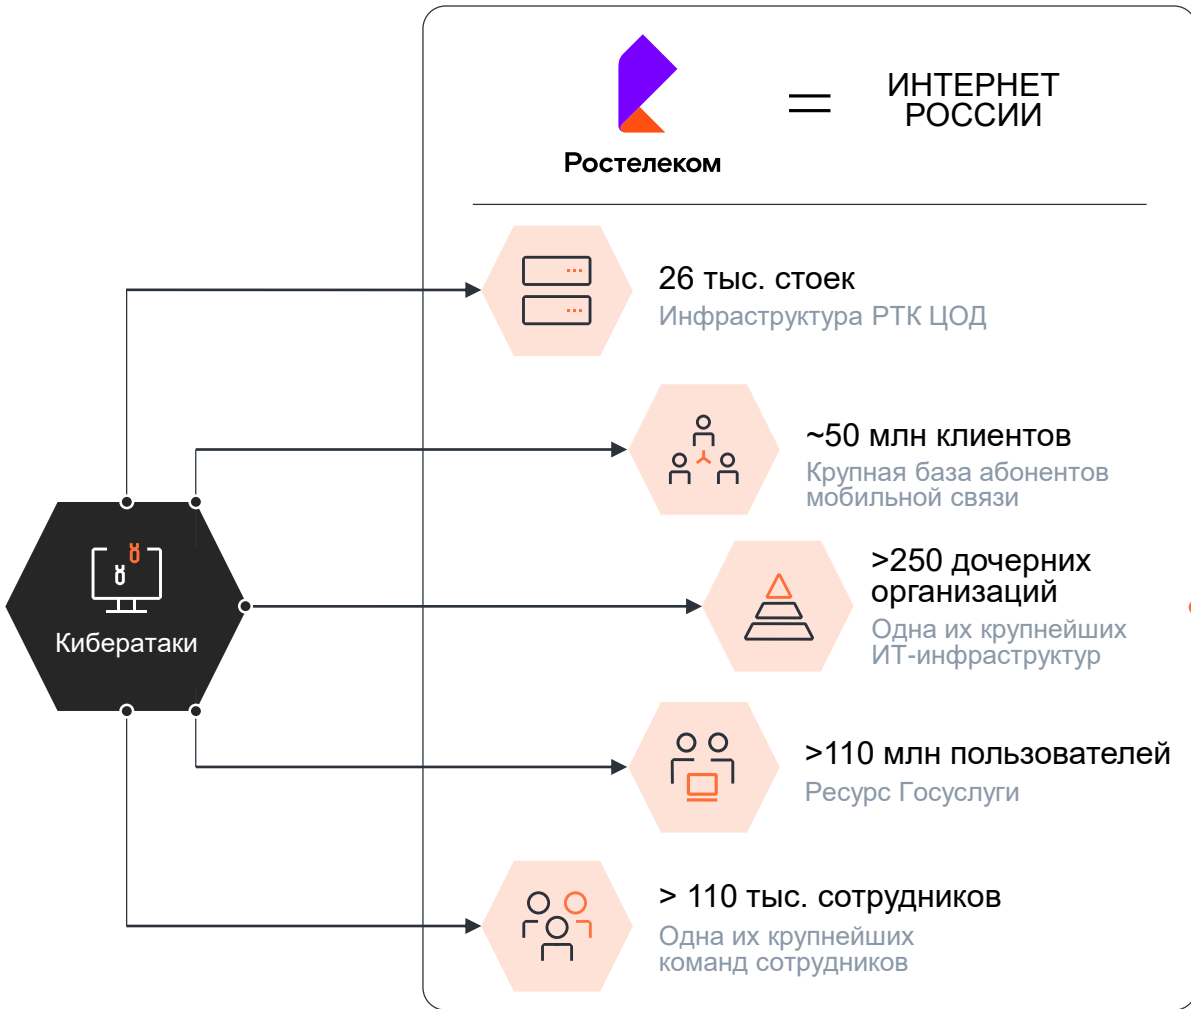 Ростелеком
=
ИНТЕРНЕТ
РОССИИ
26 тыс. стоек
Инфраструктура РТК ЦОД
~50 млн клиентов
Крупная база абонентов
мобильной связи
>250 дочерних
организаций
Одна их крупнейших
ИТ-инфраструктур
Кибератаки
>110 млн пользователей
Ресурс Госуслуги
> 110 тыс. сотрудников
Одна их крупнейших
команд сотрудников